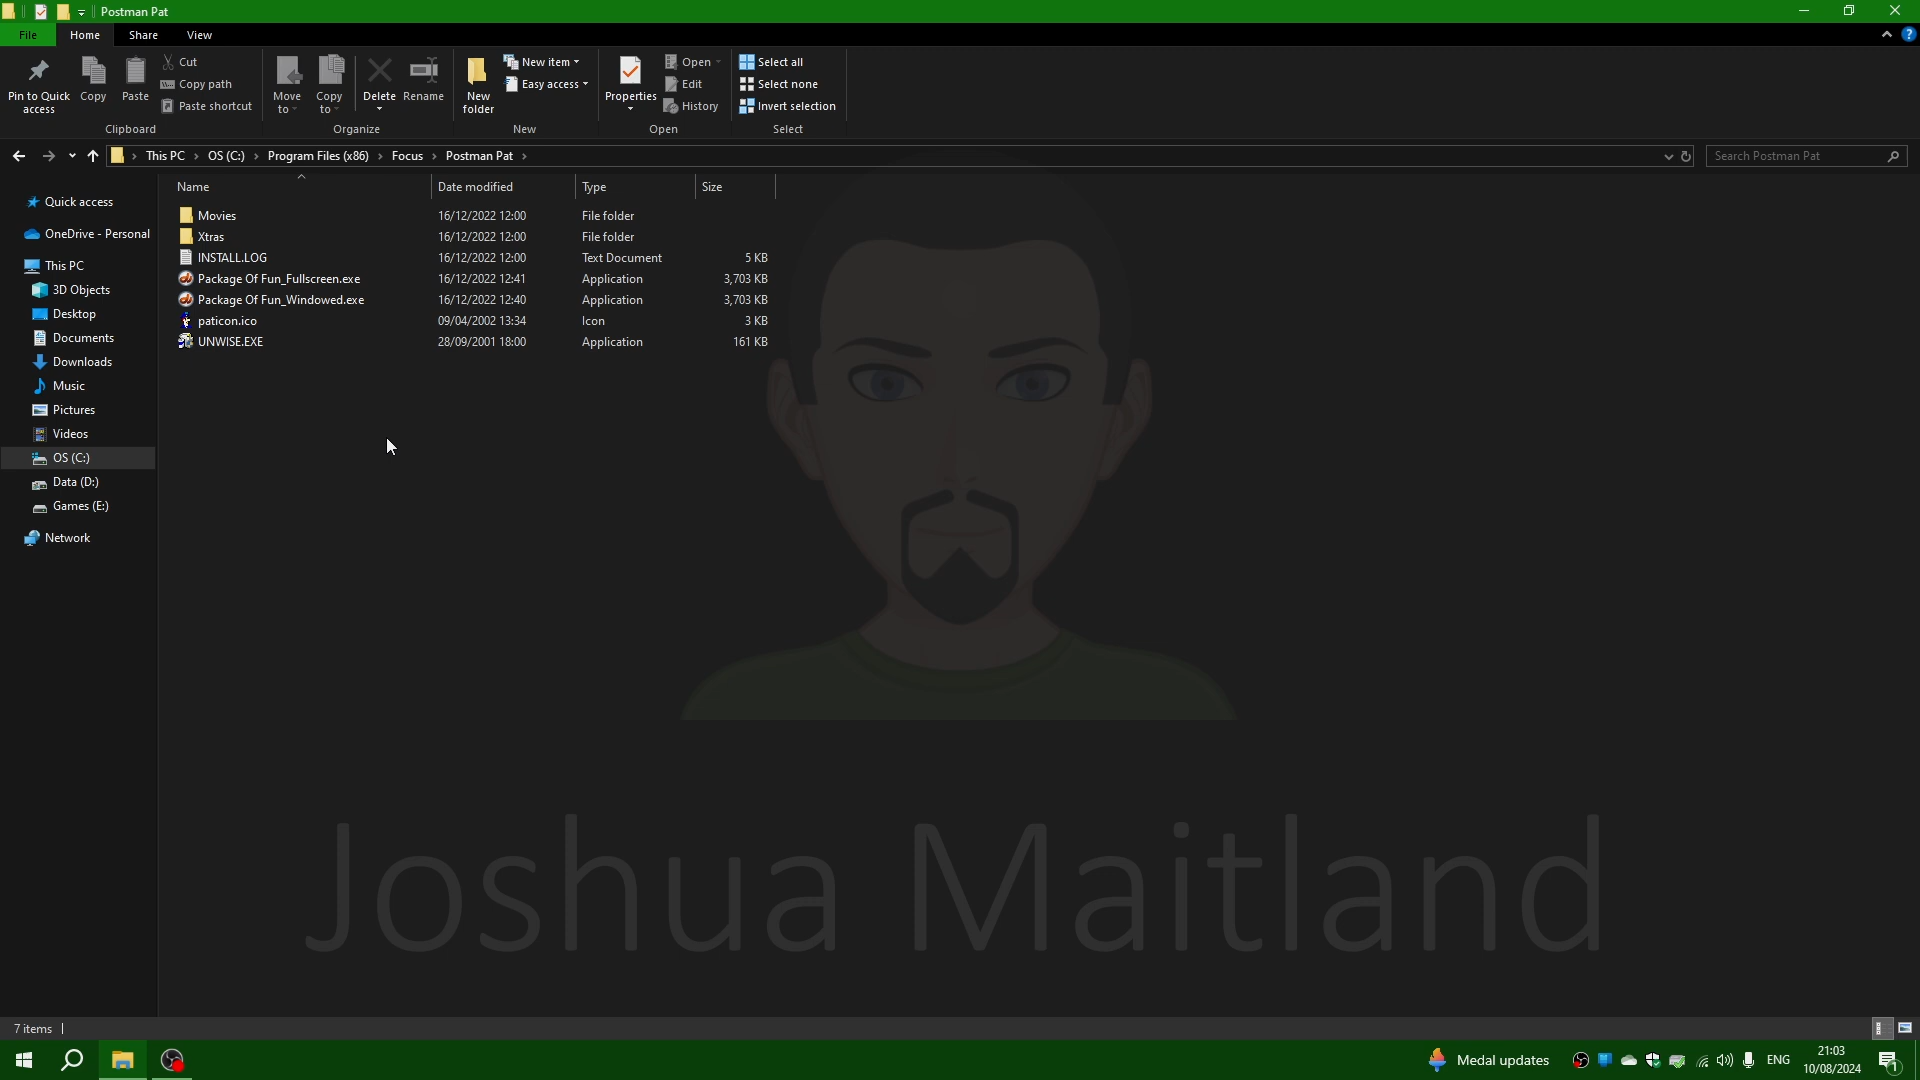 Postman Pat
File Home Share View
Pin to Quick access
Copy
Paste
Cut
Copy path
Paste shortcut
Clipboard
Move to
Copy to
Delete
Rename
Organize
New folder
New item
Easy access
New
Properties
Open
Edit
History
Open
Select all
Select none
Invert selection
Select
This PC > OS (C:) > Program Files (x86) > Focus > Postman Pat >
Search Postman Pat
Quick access
OneDrive - Personal
This PC
3D Objects
Desktop
Documents
Downloads
Music
Pictures
Videos
OS (C:)
Data (D:)
Games (E:)
Network
Name Date modified Type Size
Movies 16/12/2022 12:00 File folder
Xtras 16/12/2022 12:00 File folder
INSTALL.LOG 16/12/2022 12:00 Text Document 5 KB
Package Of Fun_Fullscreen.exe 16/12/2022 12:41 Application 3,703 KB
Package Of Fun_Windowed.exe 16/12/2022 12:40 Application 3,703 KB
paticon.ico 09/04/2002 13:34 Icon 3 KB
UNWISE.EXE 28/09/2001 18:00 Application 161 KB
Joshua Maitland
7 items
Medal updates
ENG
21:03
10/08/2024
1